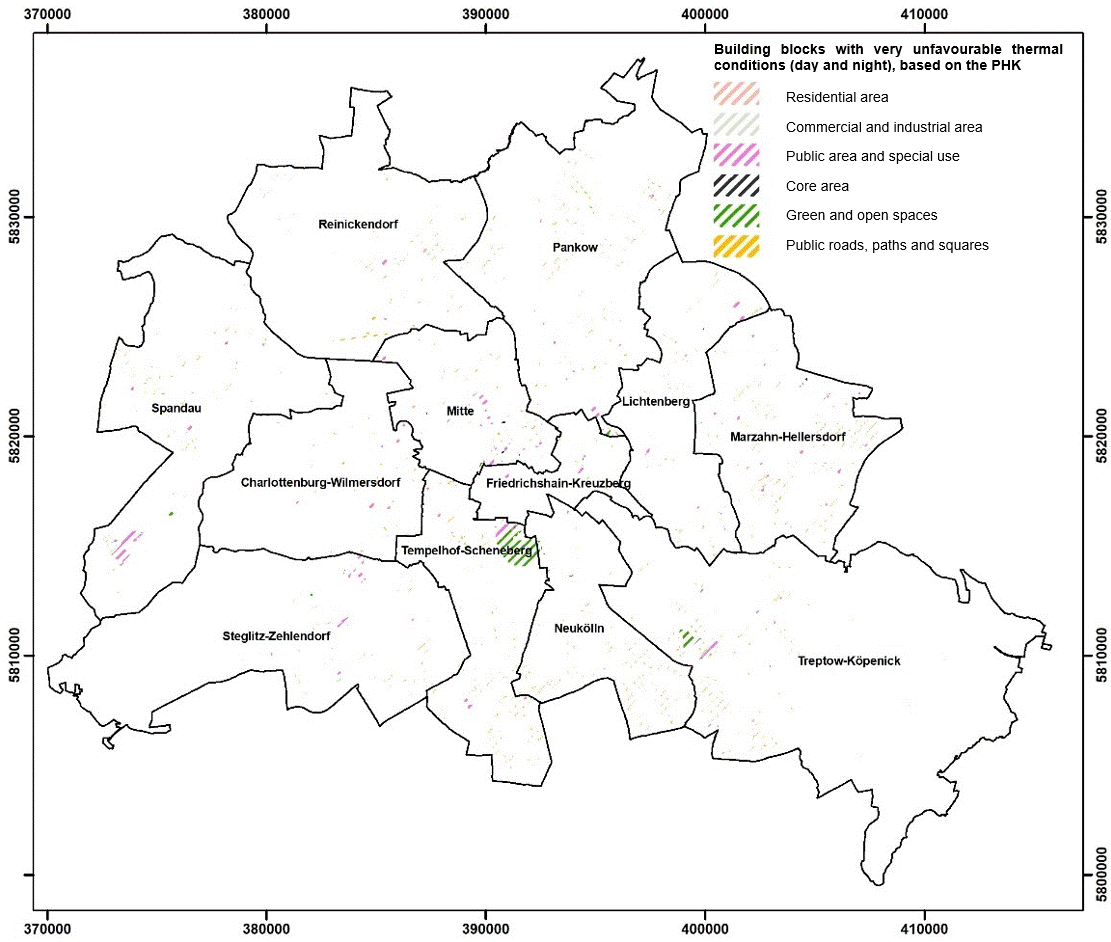 370000 380000 390000 400000 410000
Building blocks with very unfavourable thermal
conditions (day and night), based on the PHK
Residential area
Commercial and industrial area
Public area and special use
Core area
Green and open spaces
Public roads, paths and squares
5830000
5830000
Reinickendorf
Pankow
Spandau
Mitte
Lichtenberg
5820000
5820000
Marzahn-Hellersdorf
Charlottenburg-Wilmersdorf
Friedrichshain-Kreuzberg
Tempelhof-Scheneberg
Neukölln
Steglitz-Zehlendorf
5810000
5810000
Treptow-Köpenick
5800000
370000 380000 390000 400000 410000